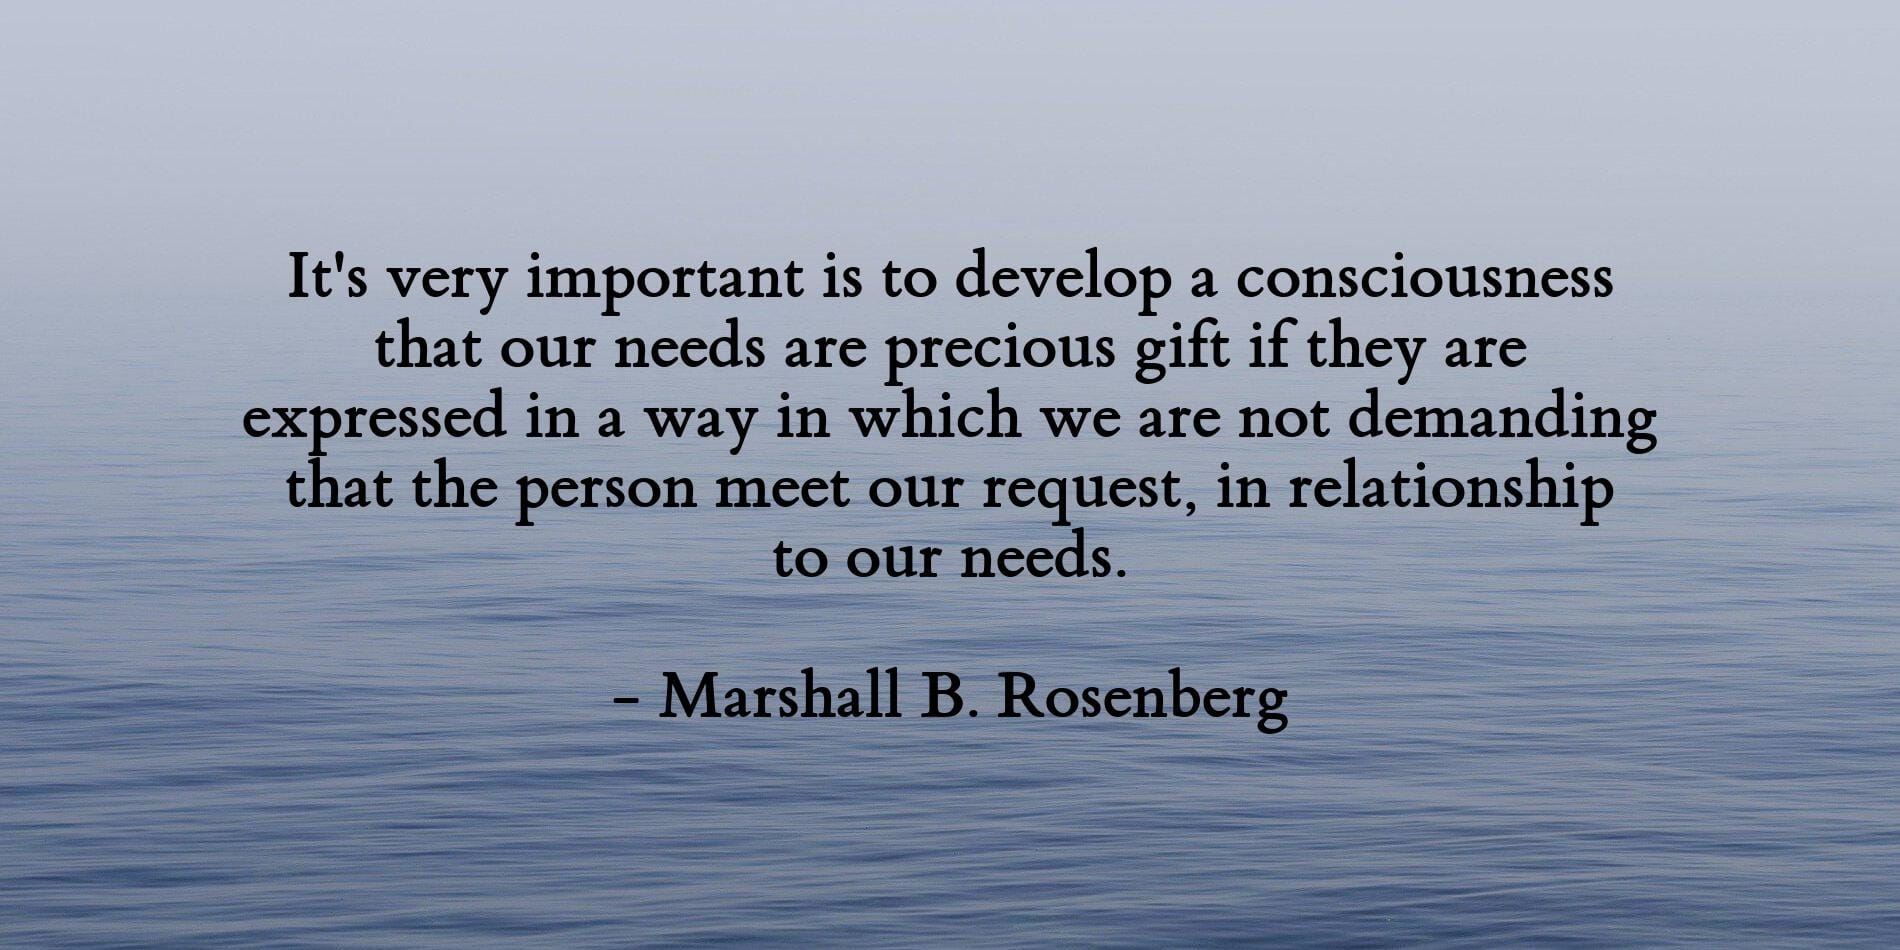 It's very important is to develop a consciousness
that our needs are precious gift if they are
expressed in a way in which we are not demanding
that the person meet our request, in relationship
to our needs.
- Marshall B. Rosenberg